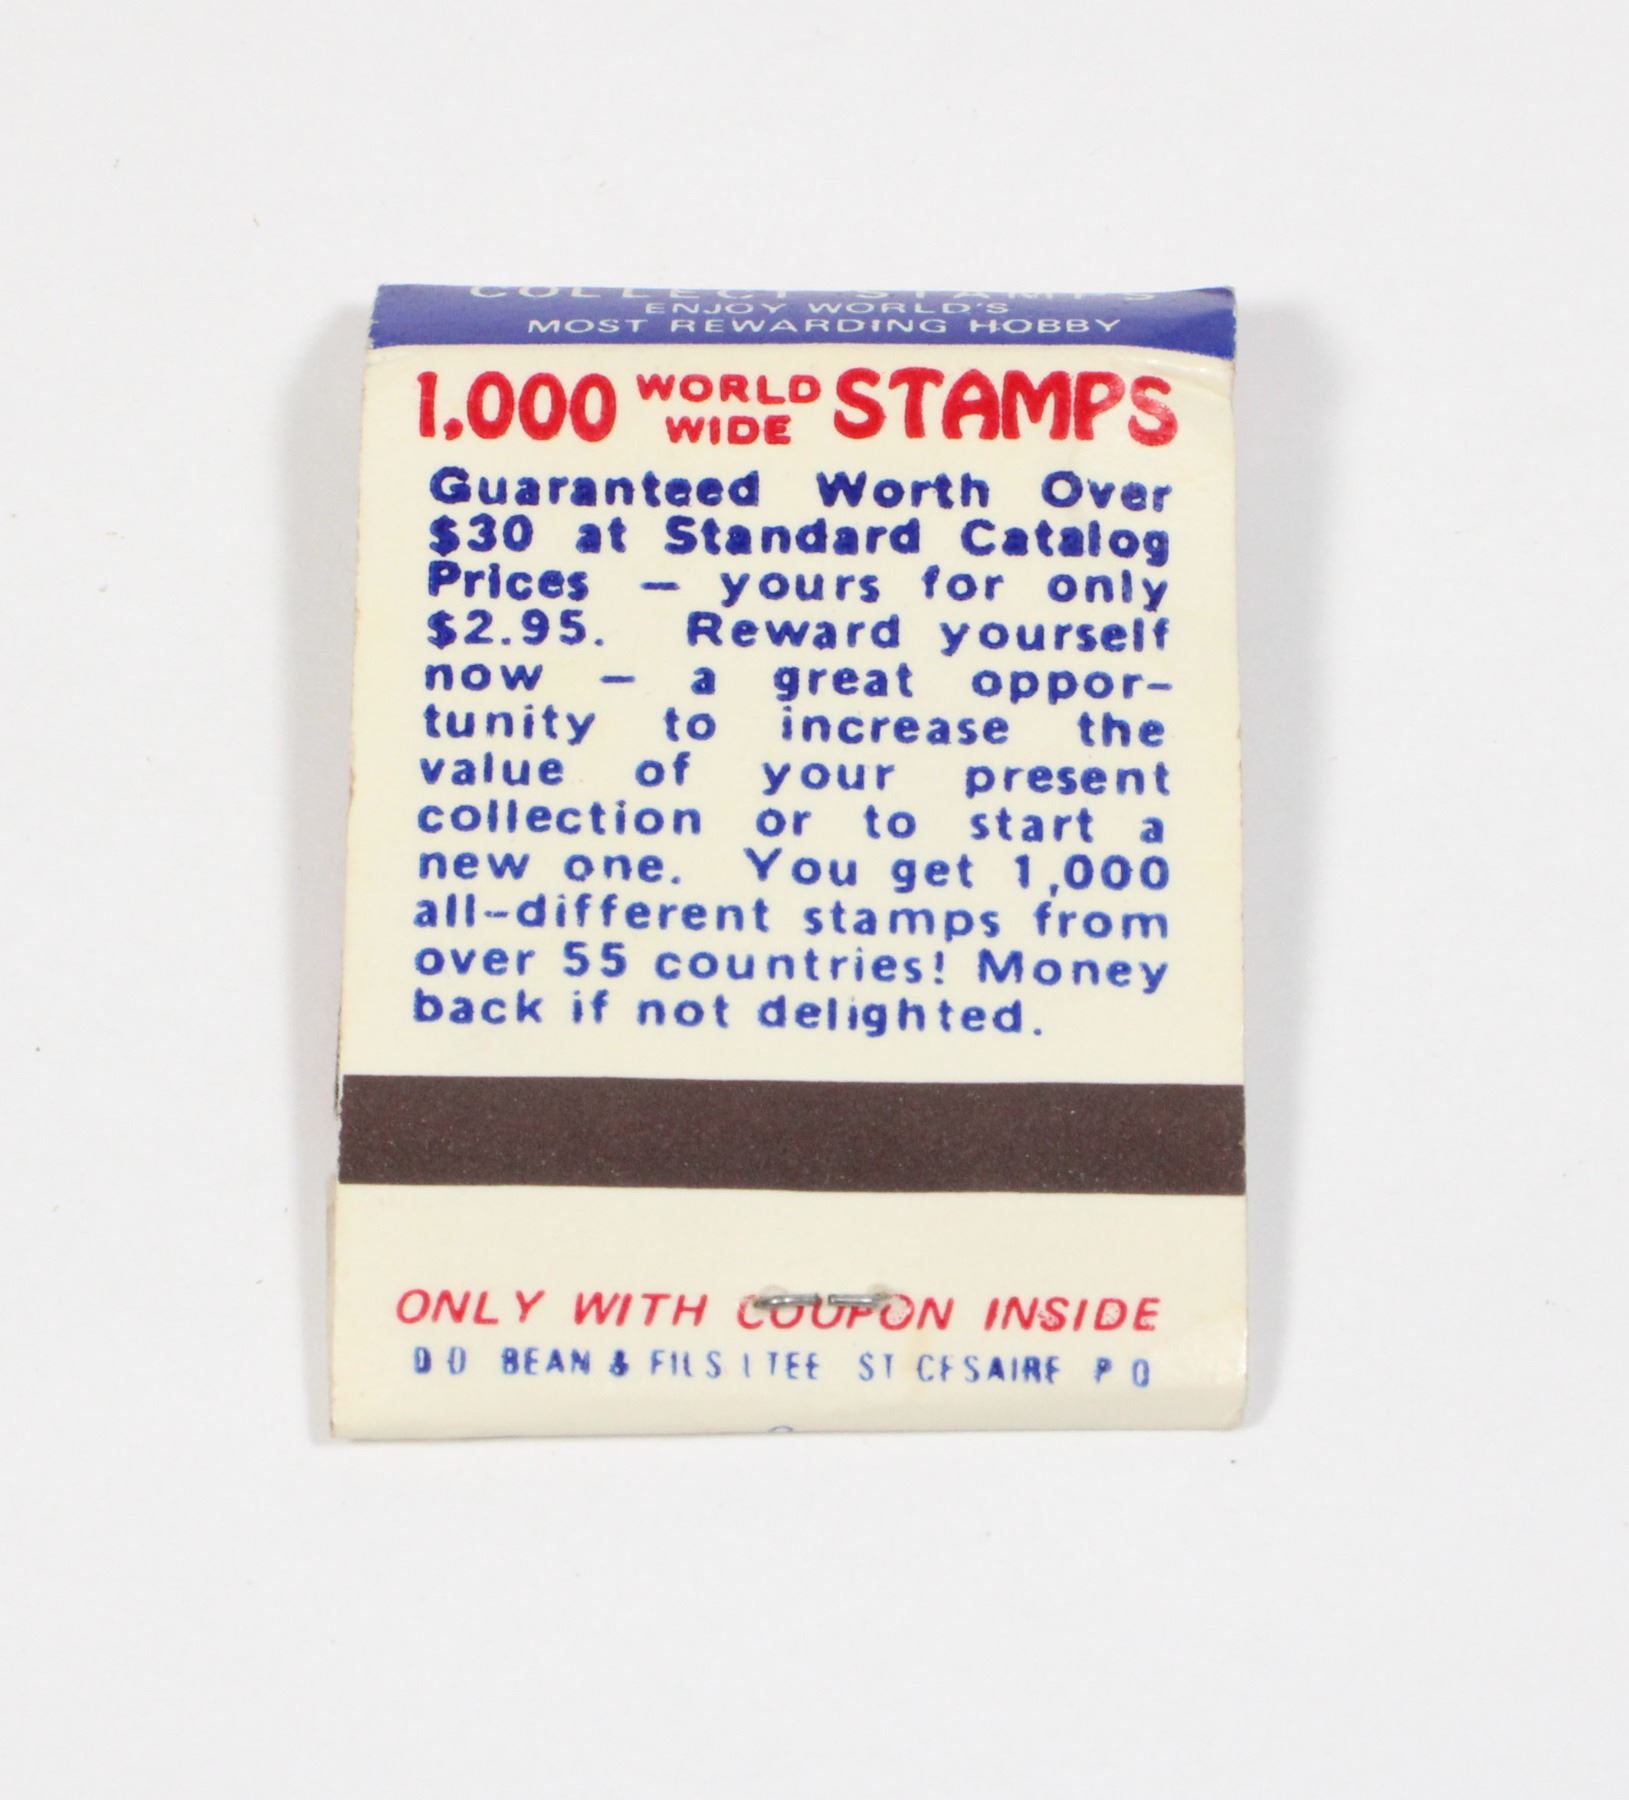 COLLECT STAMPS
ENJOY WORLD'S
MOST REWARDING HOBBY
1,000 WORLD WIDE STAMPS
Guaranteed Worth Over
$30 at Standard Catalog
Prices – yours for only
$2.95. Reward yourself
now – a great oppor-
tunity to increase the
value of your present
collection or to start a
new one. You get 1,000
all-different stamps from
over 55 countries! Money
back if not delighted.
ONLY WITH COUPON INSIDE
D D BEAN & FILS LTEE ST CESAIRE P Q